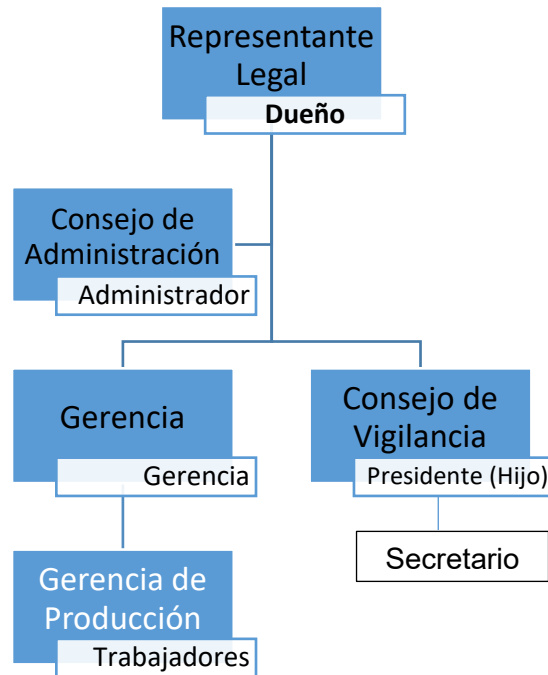 Representante
Legal
Dueño
Consejo de
Administración
Administrador
Gerencia
Gerencia
Consejo de
Vigilancia
Presidente (Hijo)
Secretario
Gerencia de
Producción
Trabajadores